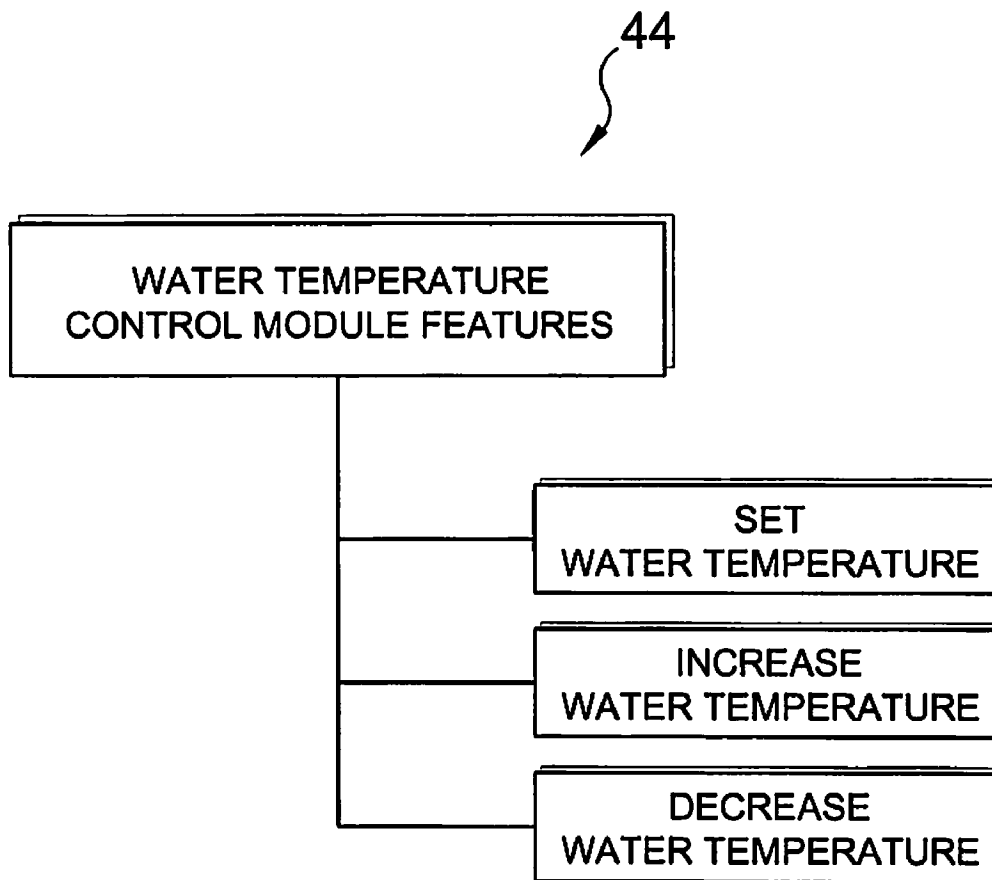 44
WATER TEMPERATURE
CONTROL MODULE FEATURES
SET
WATER TEMPERATURE
INCREASE
WATER TEMPERATURE
DECREASE
WATER TEMPERATURE